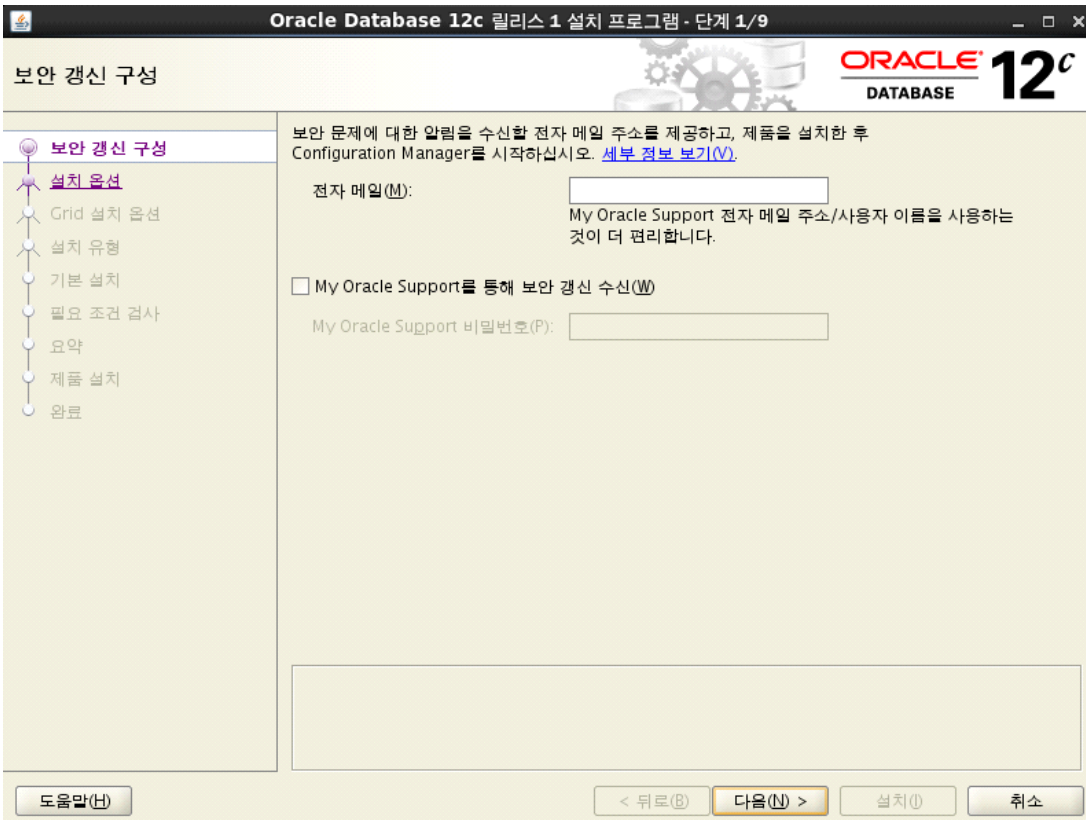 Oracle Database 12c 릴리스 1 설치 프로그램 - 단계 1/9
보안 갱신 구성
ORACLE
DATABASE
12c
보안 갱신 구성
설치 옵션
Grid 설치 옵션
설치 유형
기본 설치
필요 조건 검사
요약
제품 설치
완료
보안 문제에 대한 알림을 수신할 전자 메일 주소를 제공하고, 제품을 설치한 후
Configuration Manager를 시작하십시오. 세부 정보 보기(V).
전자 메일(M):
My Oracle Support 전자 메일 주소/사용자 이름을 사용하는
것이 더 편리합니다.
My Oracle Support를 통해 보안 갱신 수신(W)
My Oracle Support 비밀번호(P):
도움말(H)
< 뒤로(B)
다음(N) >
설치(I)
취소